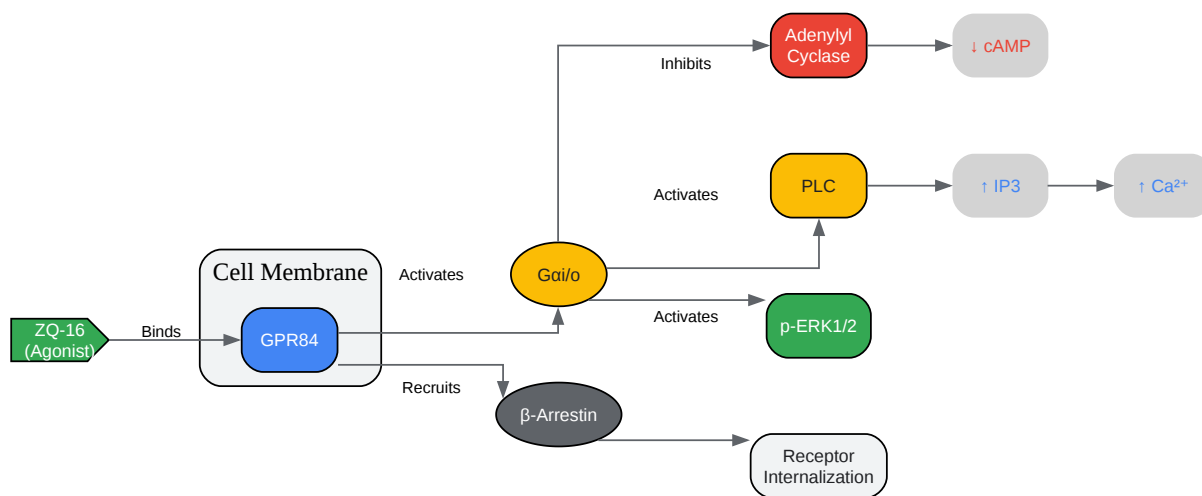 Adenylyl
Cyclase
↓ cAMP
Inhibits
PLC
↑ IP3
↑ Ca²⁺
Activates
Cell Membrane
Activates
Gαi/o
Activates
p-ERK1/2
ZQ-16
(Agonist)
Binds
GPR84
Recruits
β-Arrestin
Receptor
Internalization